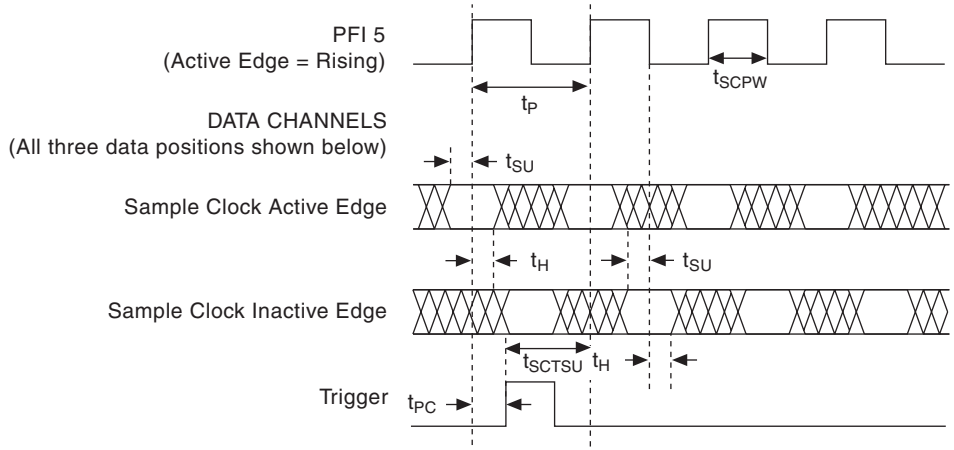 PFI 5
(Active Edge = Rising)
tSCPW
tP
DATA CHANNELS
(All three data positions shown below)
tSU
Sample Clock Active Edge
tH
tSU
Sample Clock Inactive Edge
tSCTSU
tH
Trigger
tPC